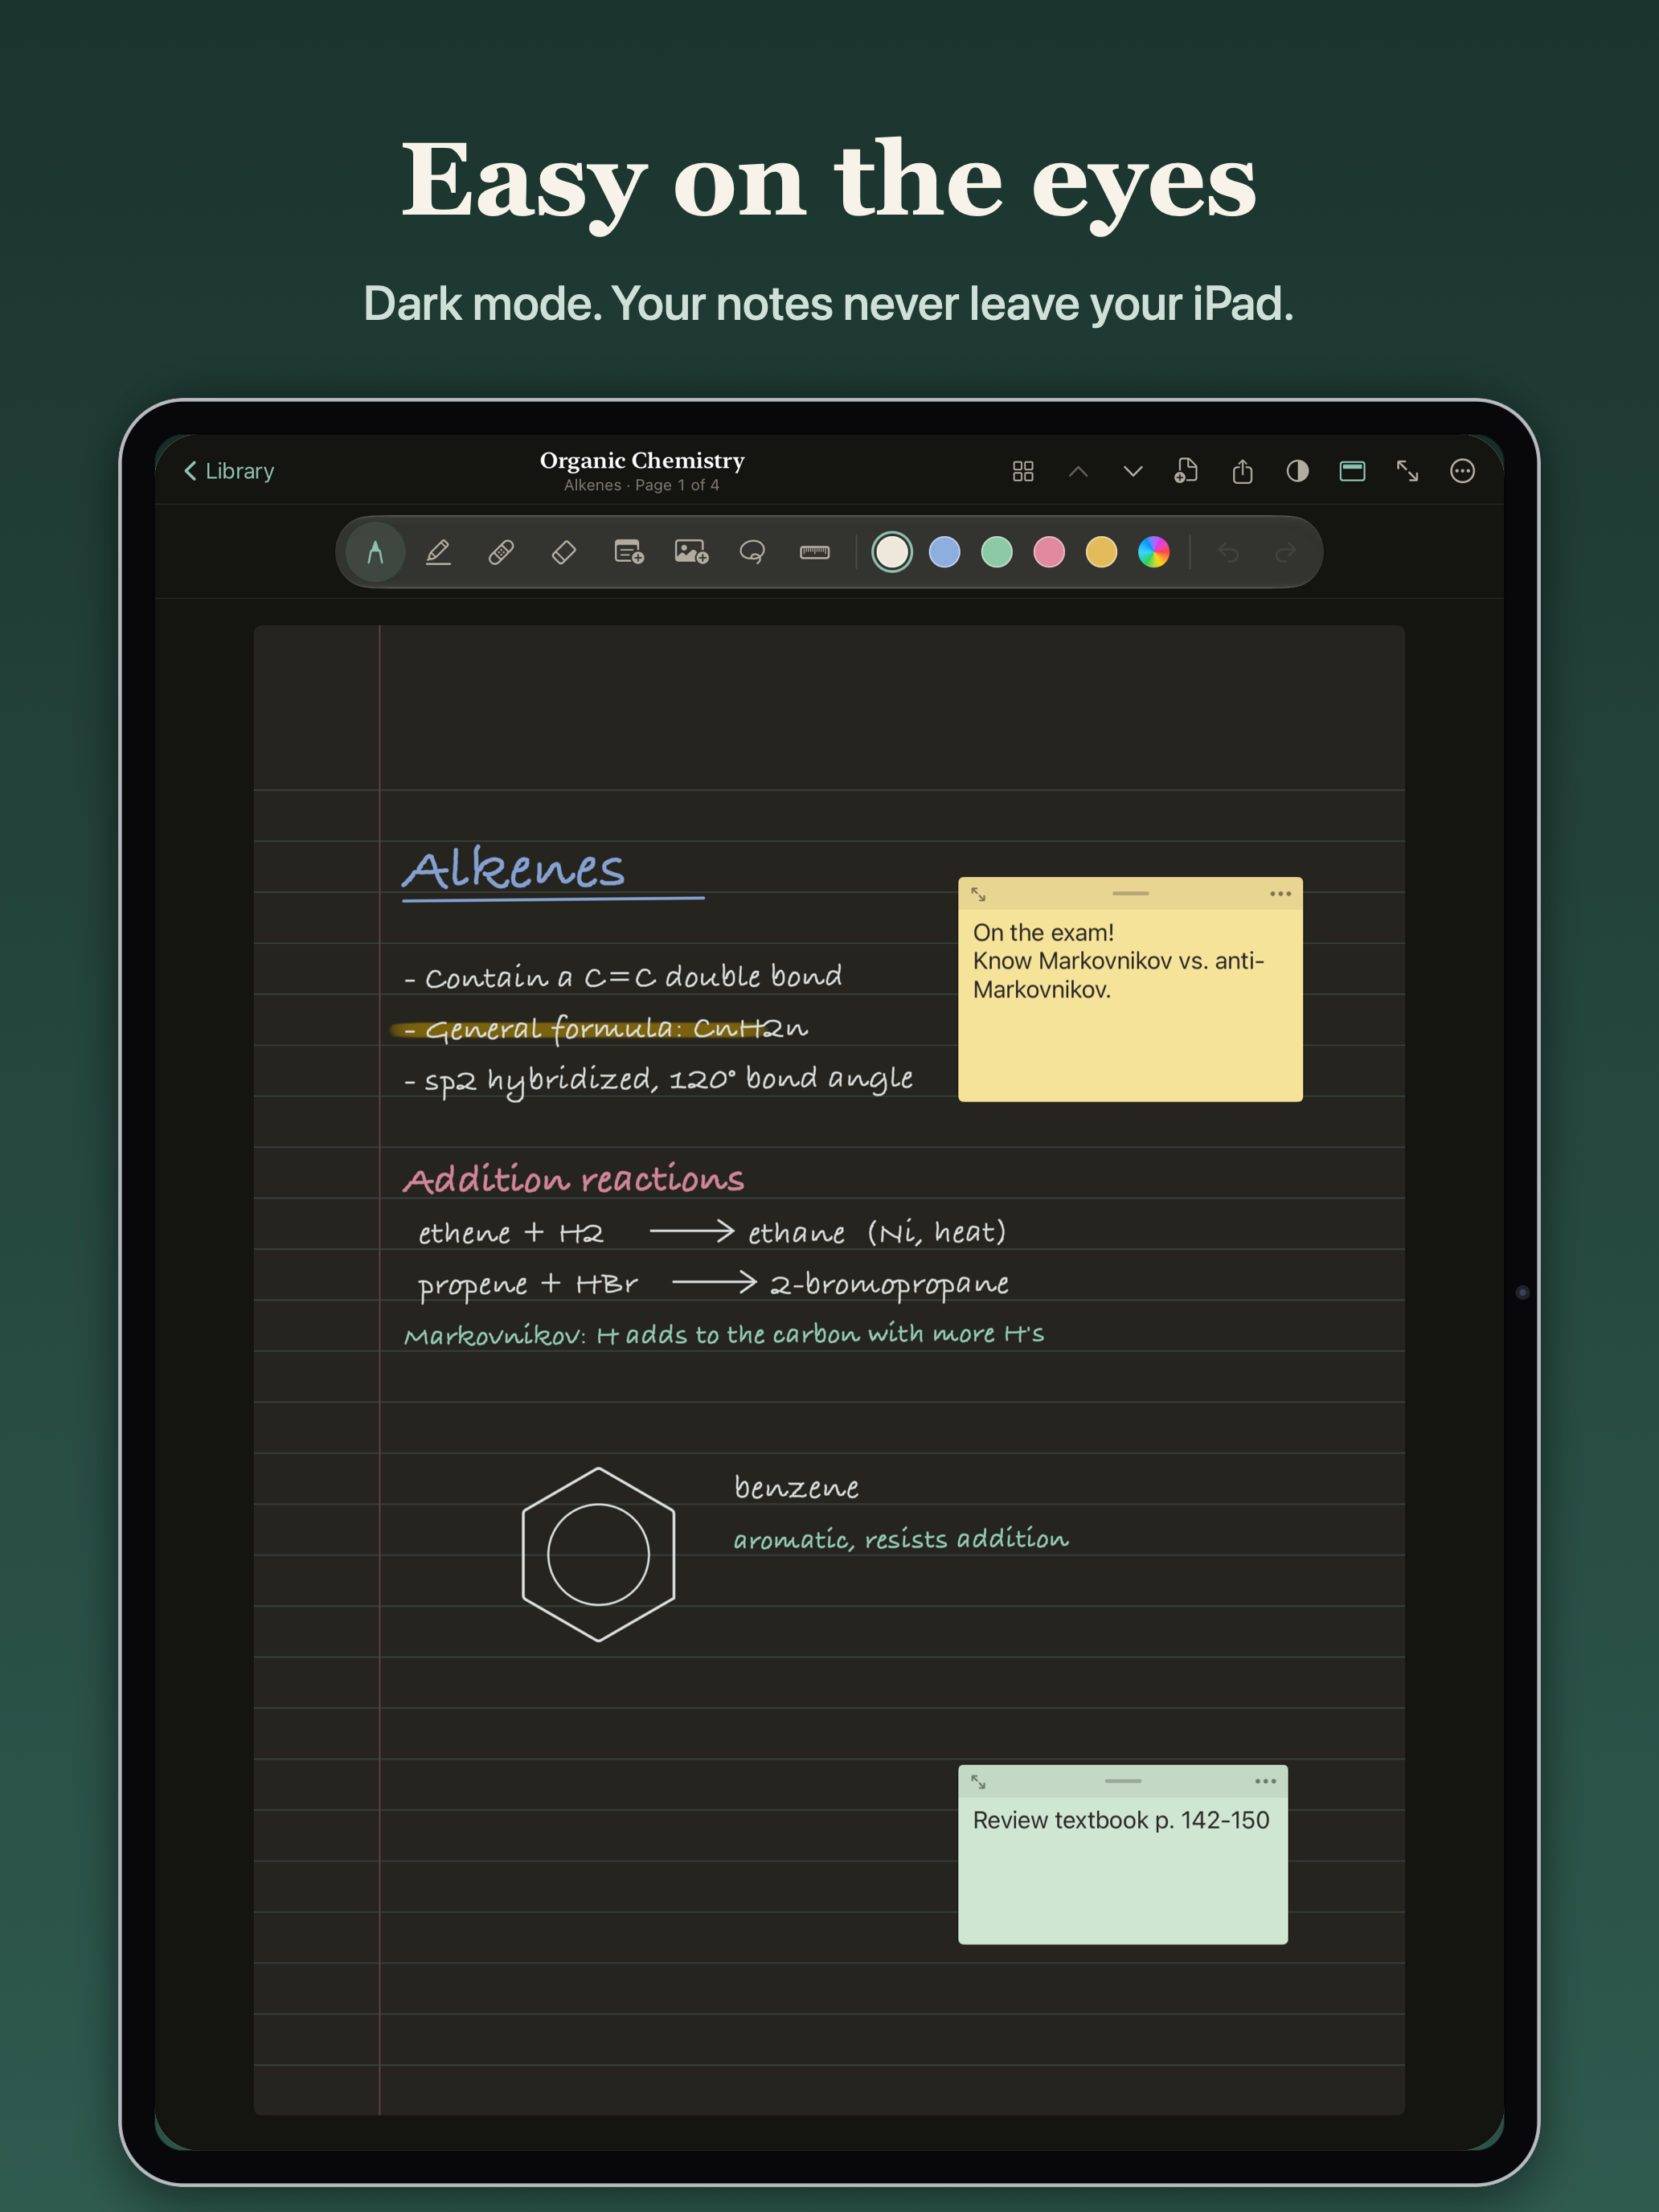 Easy on the eyes
Dark mode. Your notes never leave your iPad.
Library
Organic Chemistry
Alkenes · Page 1 of 4
Alkenes
On the exam!
Know Markovnikov vs. anti-
Markovnikov.
- Contain a C=C double bond
- General formula: CnH2n
- sp2 hybridized, 120° bond angle
Addition reactions
ethene + H2 → ethane (Ni, heat)
propene + HBr → 2-bromopropane
Markovnikov: H adds to the carbon with more H's
benzene
aromatic, resists addition
Review textbook p. 142-150